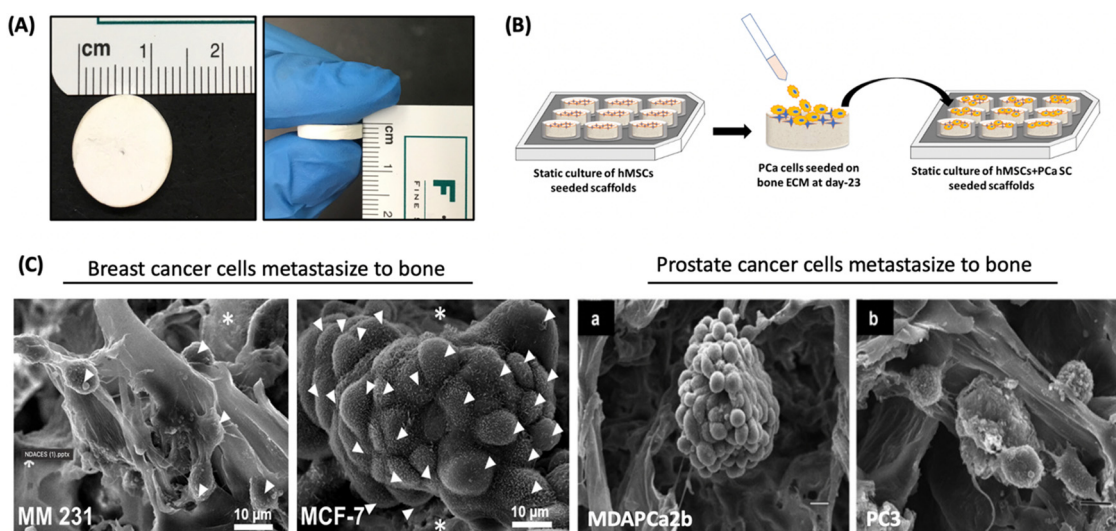 (A)
cm 1 2
cm
1
2
F
FINE
(B)
Static culture of hMSCs
seeded scaffolds
PCa cells seeded on
bone ECM at day-23
Static culture of hMSCs+PCa SC
seeded scaffolds
(C)
Breast cancer cells metastasize to bone
Prostate cancer cells metastasize to bone
*
NDACES (1).pptx
MM 231
10 μm
*
MCF-7
10 μm
*
a
MDAPCa2b
b
PC3